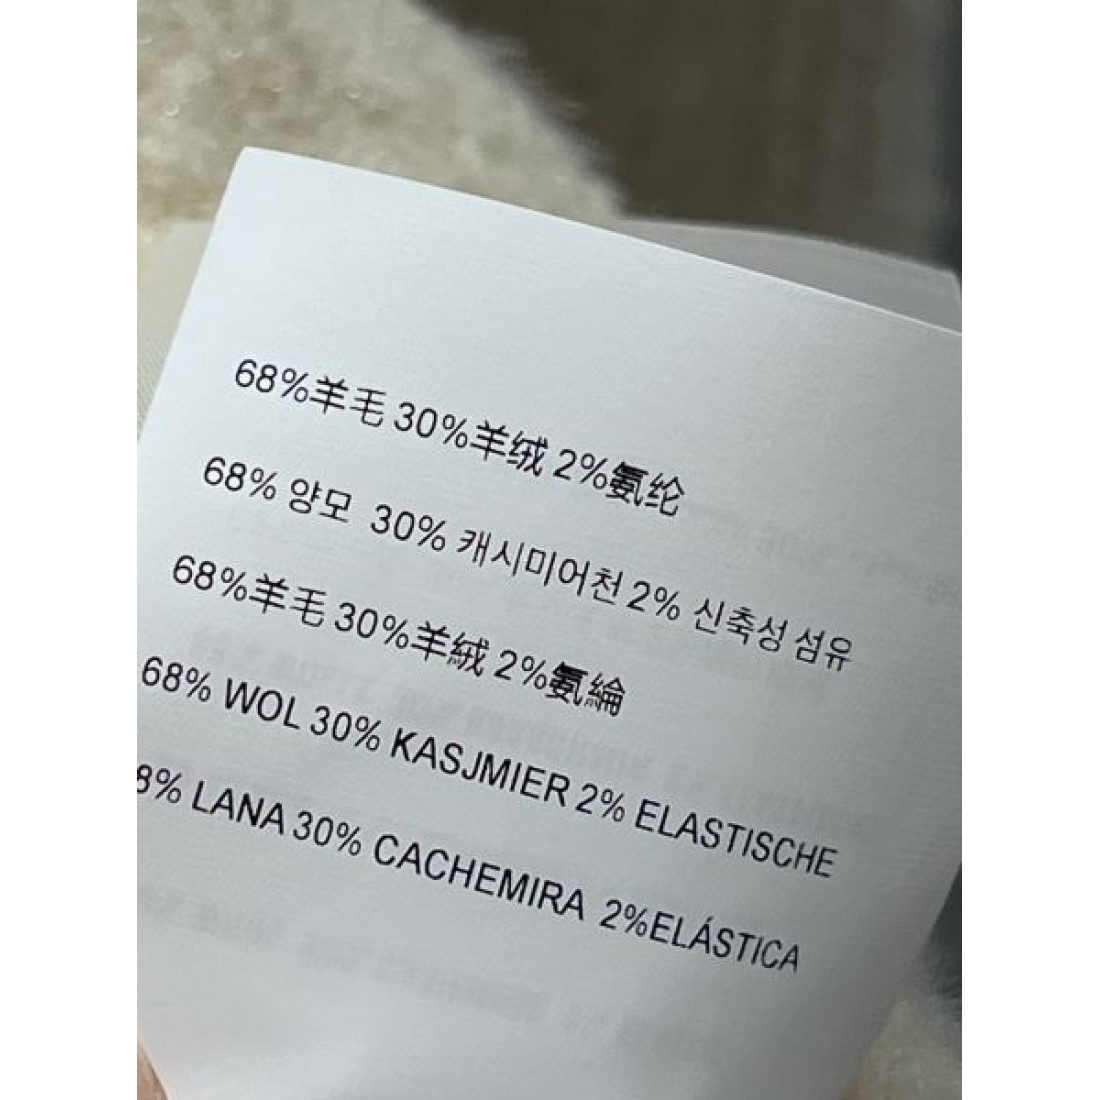 68%羊毛 30%羊绒 2%氨纶
68% 양모 30% 캐시미어천 2% 신축성 섬유
68%羊毛 30%羊絨 2%氨綸
68% WOL 30% KASJMIER 2% ELASTISCHE
8% LANA 30% CACHEMIRA 2%ELÁSTICA